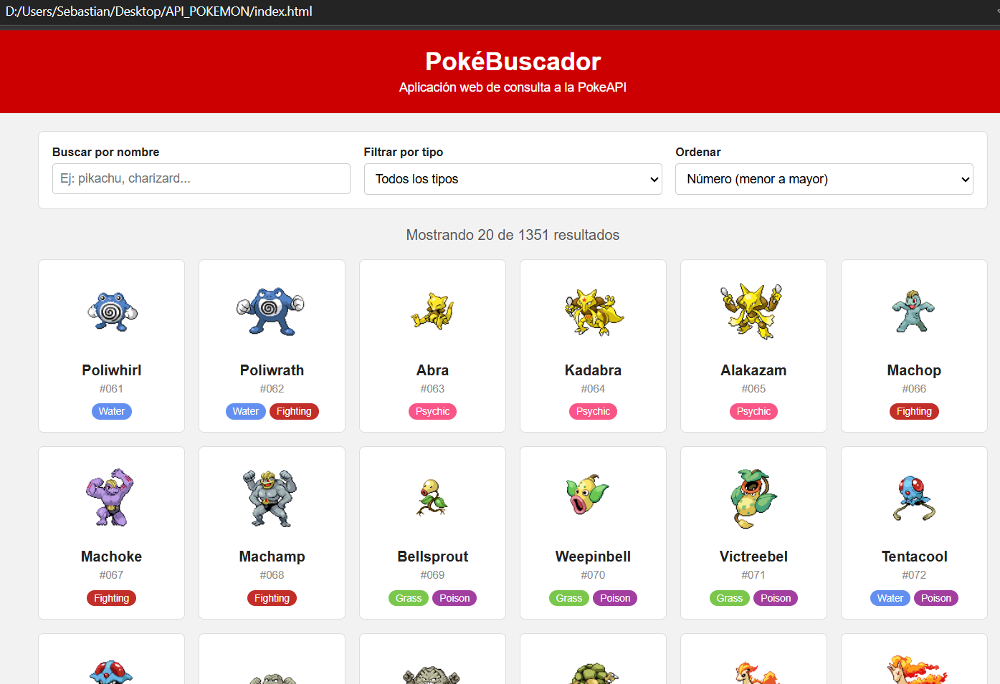 D:/Users/Sebastian/Desktop/API_POKEMON/index.html
PokéBuscador
Aplicación web de consulta a la PokeAPI
Buscar por nombre
Filtrar por tipo
Ordenar
Ej: pikachu, charizard...
Todos los tipos
Número (menor a mayor)
Mostrando 20 de 1351 resultados
Poliwhirl
#061
Water
Poliwrath
#062
Water Fighting
Abra
#063
Psychic
Kadabra
#064
Psychic
Alakazam
#065
Psychic
Machop
#066
Fighting
Machoke
#067
Fighting
Machamp
#068
Fighting
Bellsprout
#069
Grass Poison
Weepinbell
#070
Grass Poison
Victreebel
#071
Grass Poison
Tentacool
#072
Water Poison